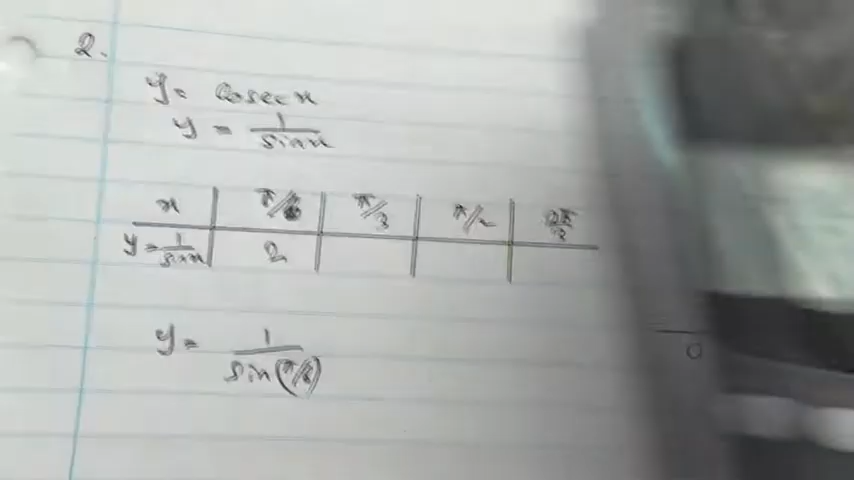 2.
y = cosec x
y = 1/sin x
x | π/6 | π/3 | π/2 |
y = 1/sin x | 2
y = 1/sin(π/6)